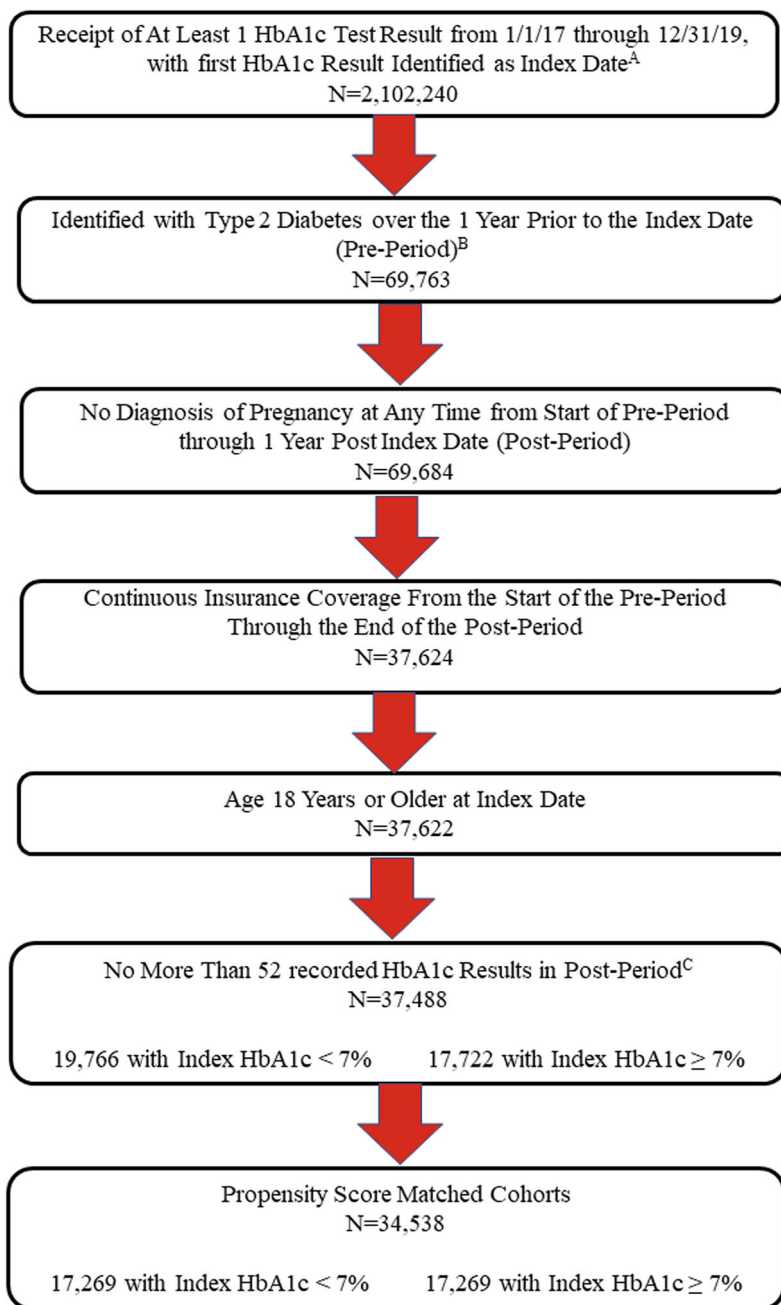 Receipt of At Least 1 HbA1c Test Result from 1/1/17 through 12/31/19,
with first HbA1c Result Identified as Index Date^A
N=2,102,240
Identified with Type 2 Diabetes over the 1 Year Prior to the Index Date
(Pre-Period)^B
N=69,763
No Diagnosis of Pregnancy at Any Time from Start of Pre-Period
through 1 Year Post Index Date (Post-Period)
N=69,684
Continuous Insurance Coverage From the Start of the Pre-Period
Through the End of the Post-Period
N=37,624
Age 18 Years or Older at Index Date
N=37,622
No More Than 52 recorded HbA1c Results in Post-Period^C
N=37,488
19,766 with Index HbA1c < 7% 17,722 with Index HbA1c ≥ 7%
Propensity Score Matched Cohorts
N=34,538
17,269 with Index HbA1c < 7% 17,269 with Index HbA1c ≥ 7%